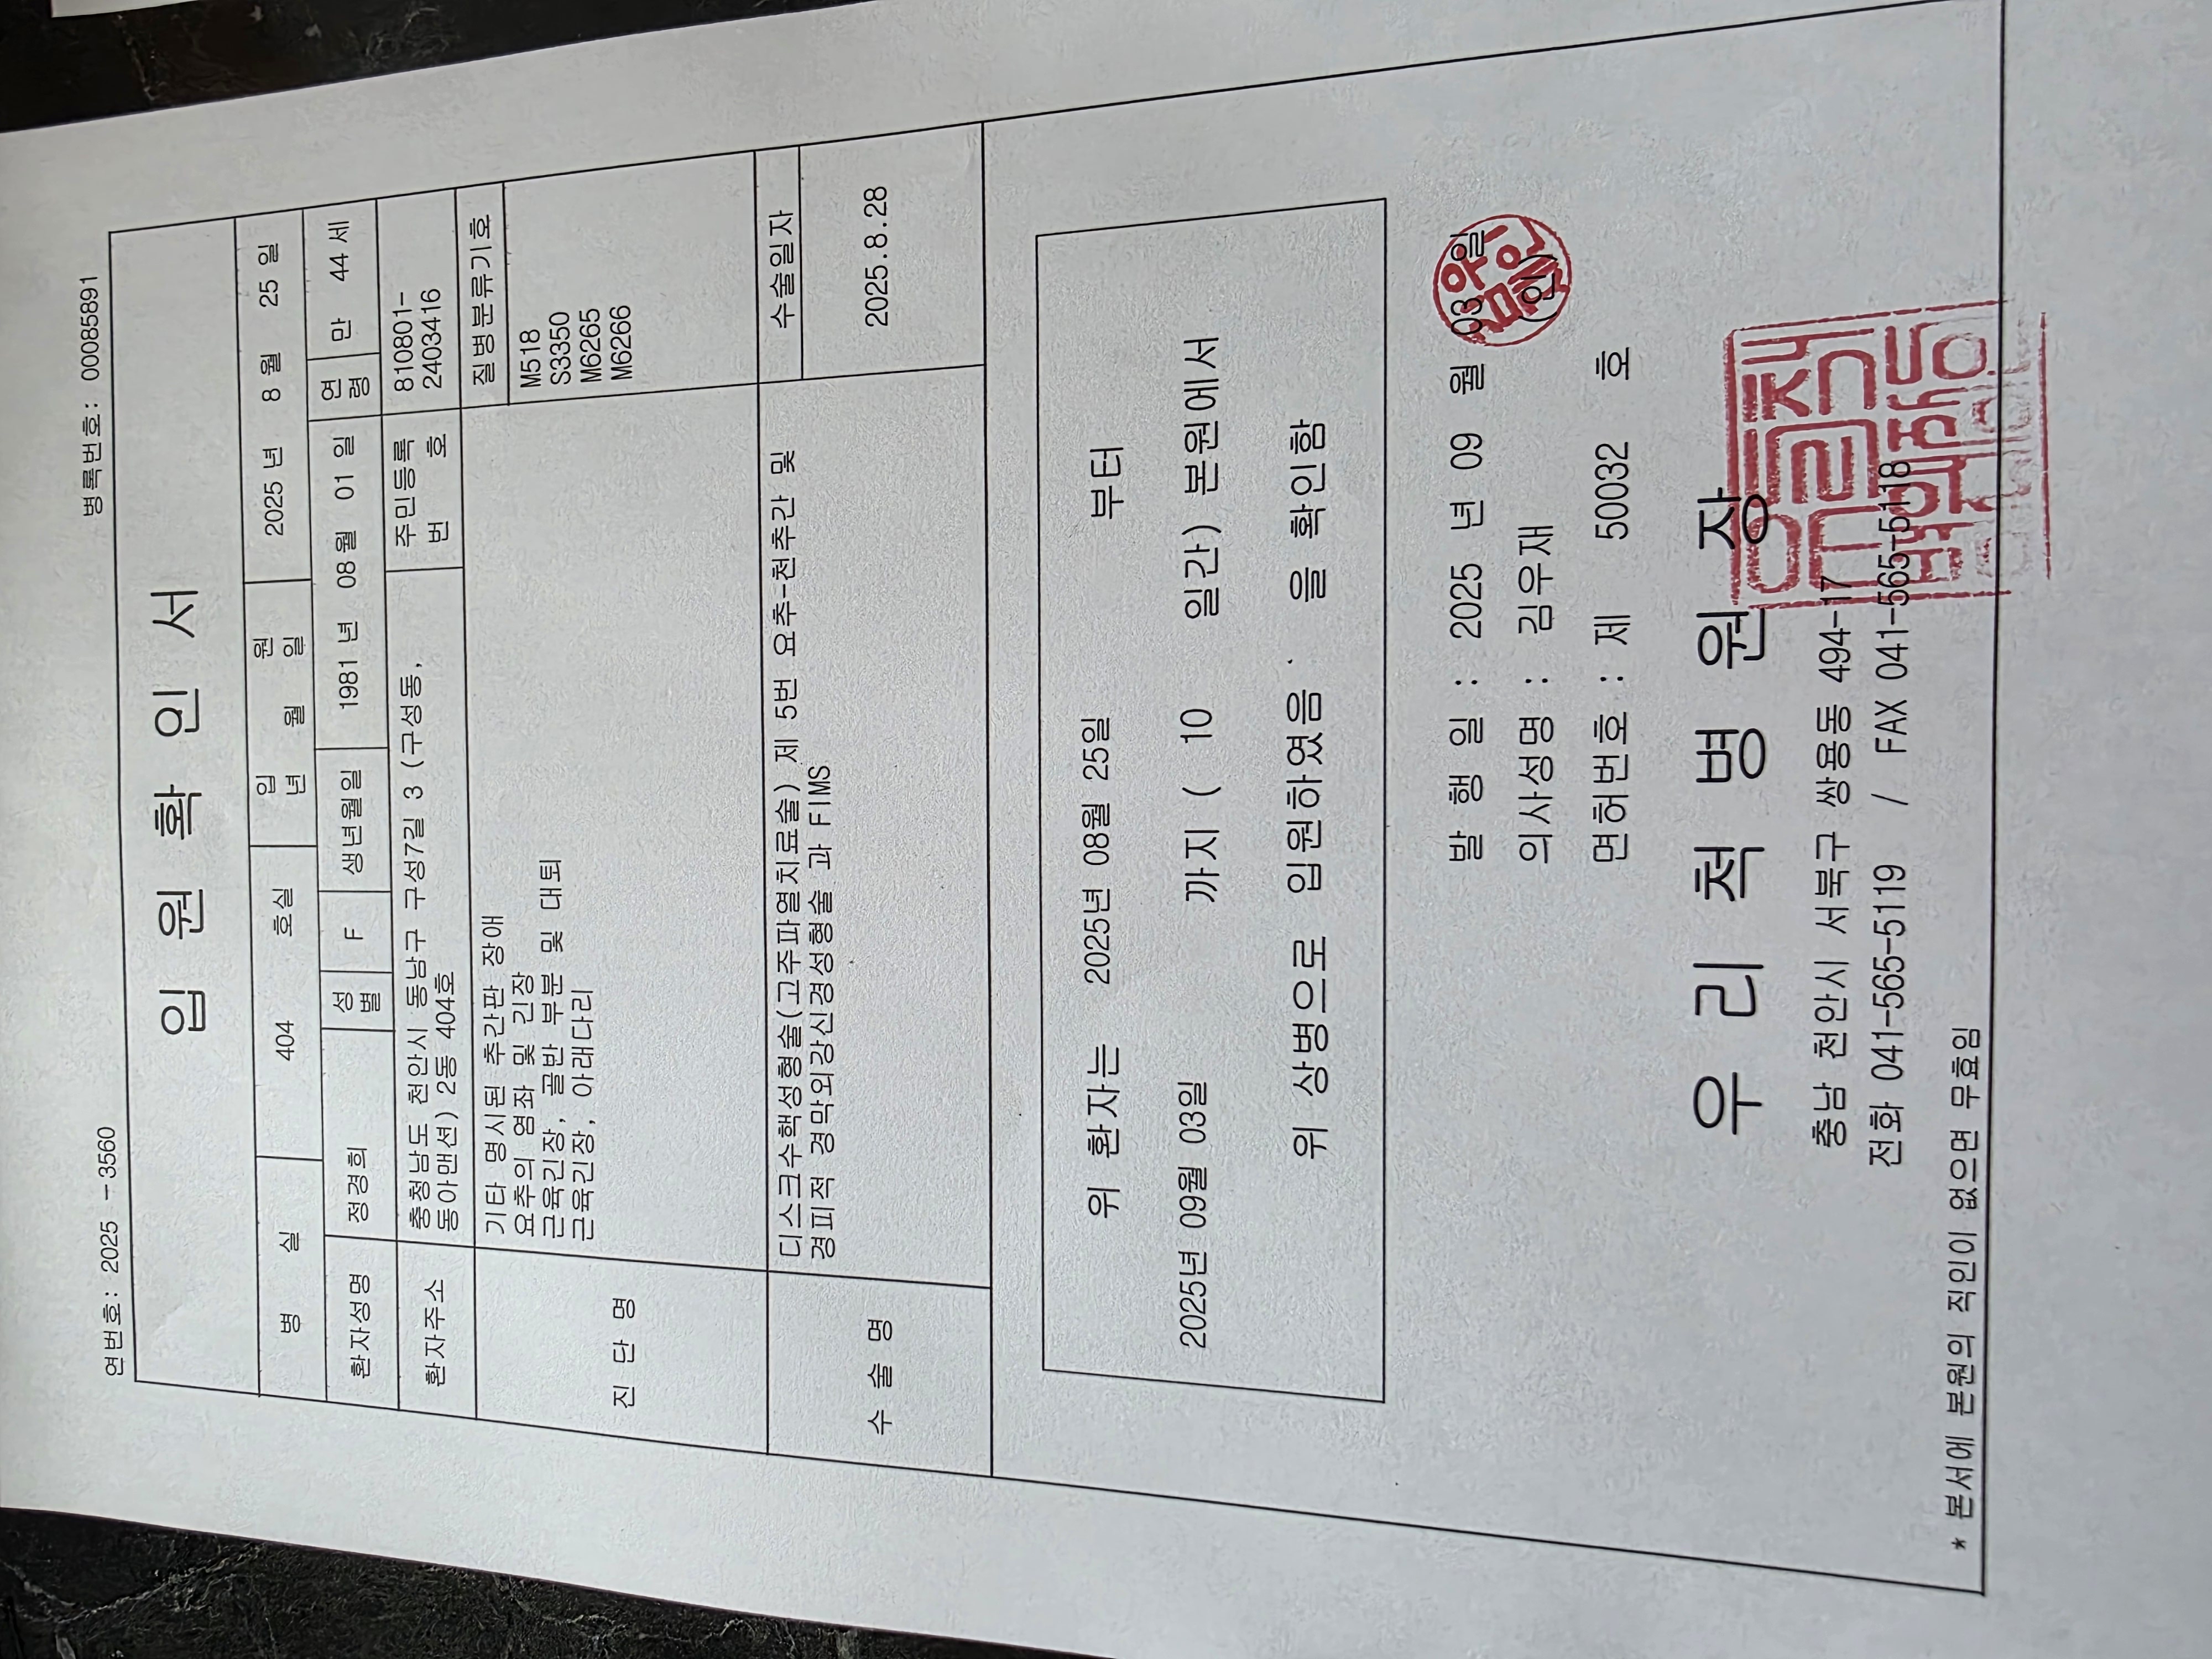 연번호: 2025 - 3560 병록번호: 00085891
입 원 확 인 서
병 실 404 호실 입 원 년 월 일 2025 년 8 월 25 일
환자성명 정경희 성별 F 생년월일 1981 년 08 월 01 일 연령 만 44 세
환자주소 충청남도 천안시 동남구 구성7길 3 (구성동, 동아맨션) 2동 404호 주민등록번호 810801-2403416
진 단 명 질병분류기호
기타 명시된 추간판 장애 M518
요추의 염좌 및 긴장 S3350
근육긴장, 골반 부분 및 대퇴 M6265
근육긴장, 아래다리 M6266
수 술 명 수술일자
디스크수핵성형술(고주파열치료술) 제 5번 요추-천추간 및
경피적 경막외강신경성형술 과 FIMS 2025.8.28
위 환자는 2025년 08월 25일 부터
2025년 09월 03일 까지 ( 10 일간) 본원에서
위 상병으로 입원하였음 을 확인함
발 행 일 : 2025 년 09 월 03 일
의사성명 : 김우재 (인)
면허번호 : 제 50032 호
우 리 척 병 원 장
충남 천안시 서북구 쌍용동 494-17
전화 041-565-5119 / FAX 041-565-5118
* 본서에 본원의 직인이 없으면 무효임